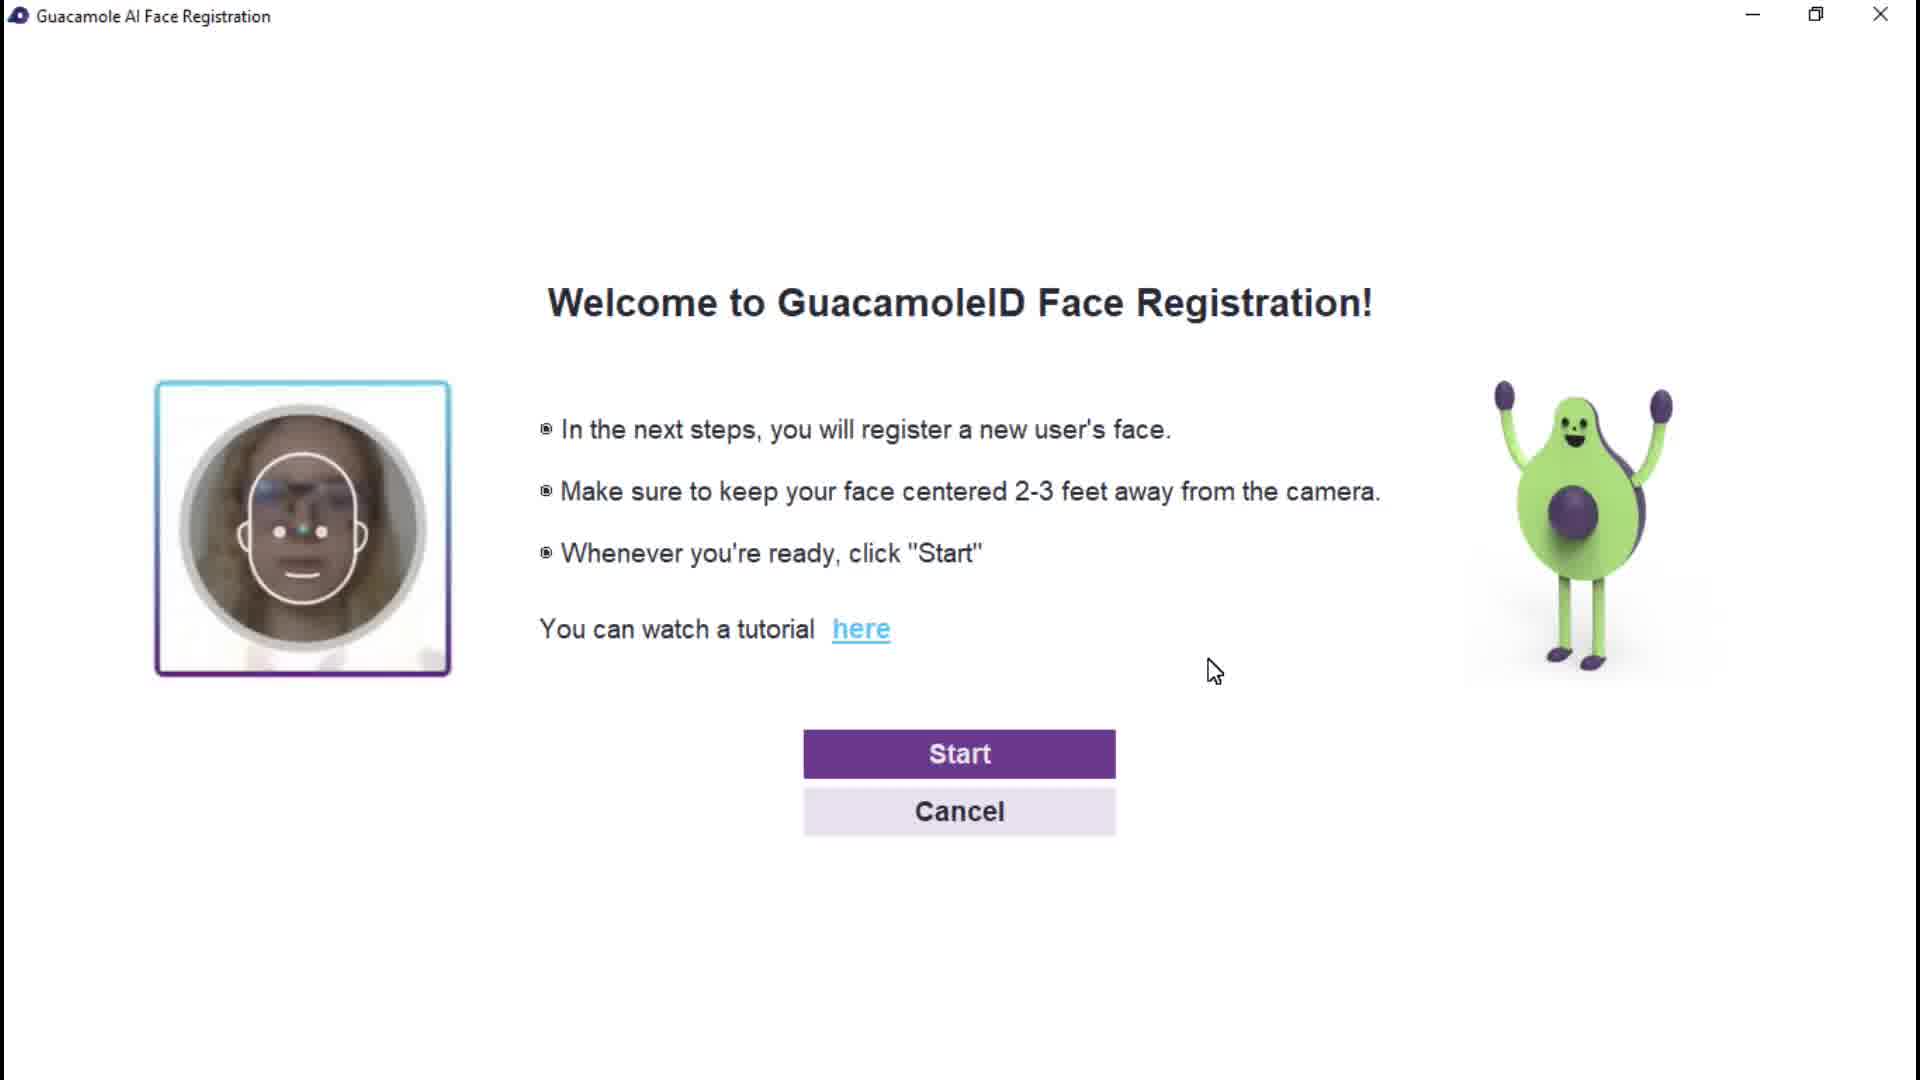 Guacamole AI Face Registration
Welcome to GuacamoleID Face Registration!
In the next steps, you will register a new user's face.
Make sure to keep your face centered 2-3 feet away from the camera.
Whenever you're ready, click "Start"
You can watch a tutorial here
Start
Cancel